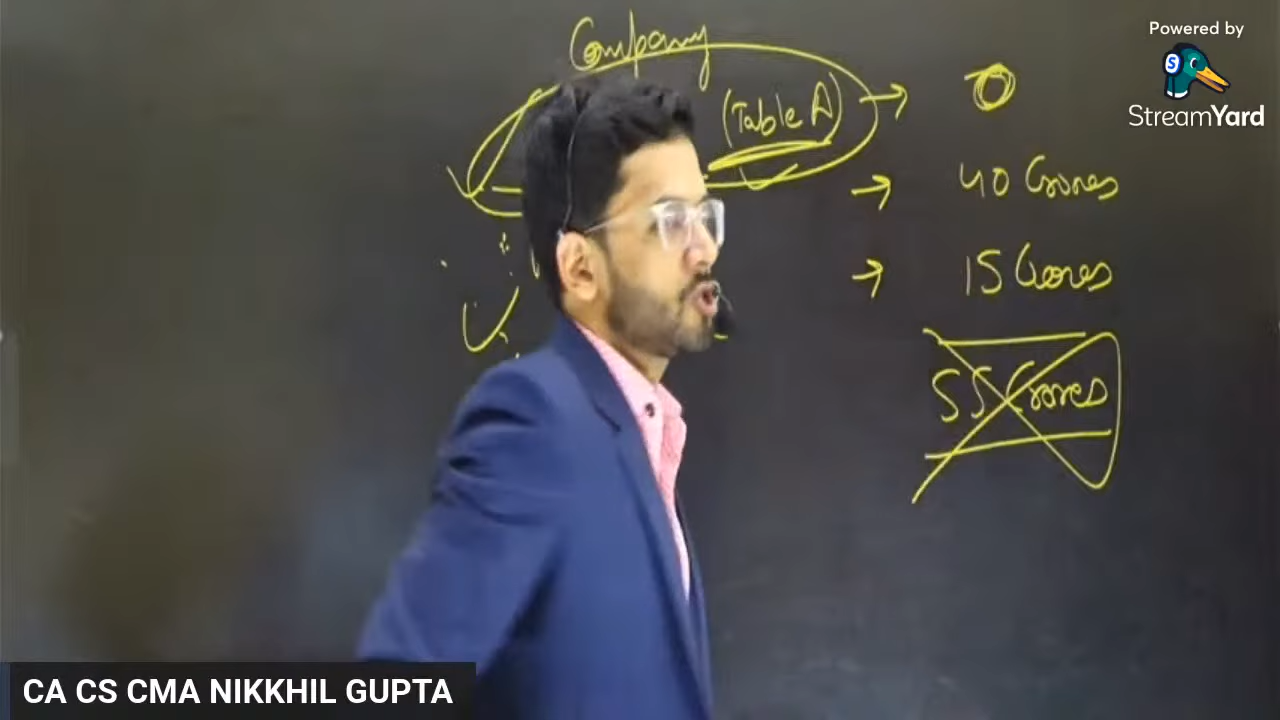 Powered by
StreamYard
Company
(Table A) → 0
→ 40 Crores
→ 15 Crores
55 Crores
CA CS CMA NIKKHIL GUPTA